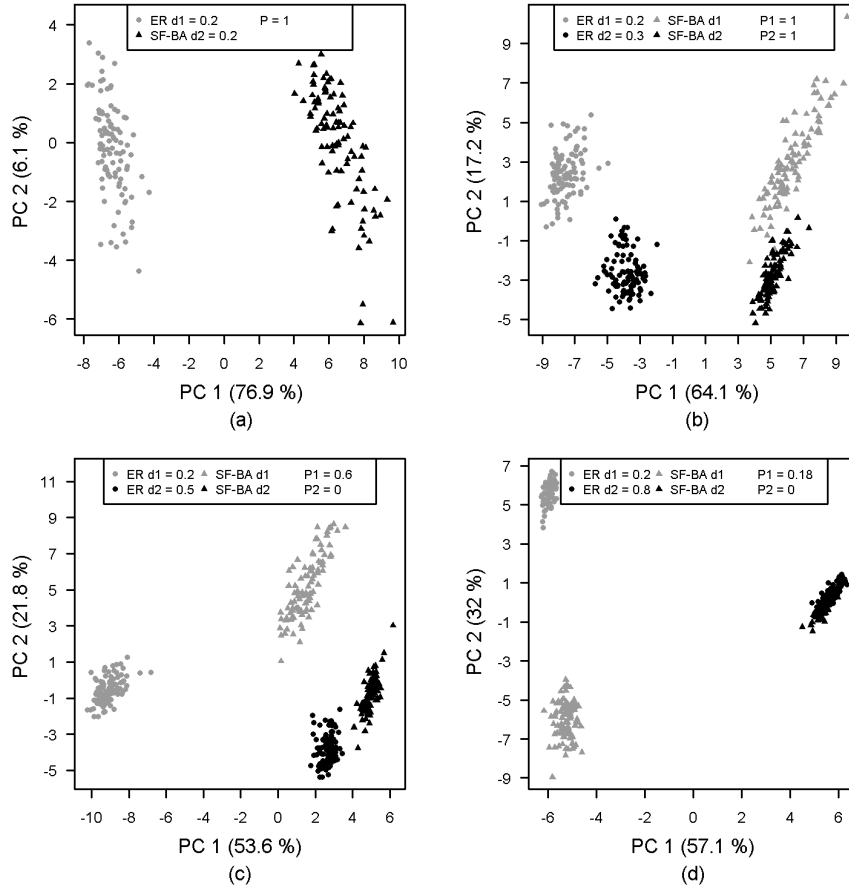 ER d1 = 0.2 P = 1
SF-BA d2 = 0.2
4
2
0
-2
-4
-6
PC 2 (6.1 %)
-8 -6 -4 -2 0 2 4 6 8 10
PC 1 (76.9 %)
(a)
ER d1 = 0.2 SF-BA d1 P1 = 1
ER d2 = 0.3 SF-BA d2 P2 = 1
11
9
7
5
3
1
-1
-3
-5
PC 2 (17.2 %)
-9 -7 -5 -3 -1 1 3 5 7 9
PC 1 (64.1 %)
(b)
ER d1 = 0.2 SF-BA d1 P1 = 0.6
ER d2 = 0.5 SF-BA d2 P2 = 0
11
9
7
5
3
1
-1
-3
-5
PC 2 (21.8 %)
-10 -8 -6 -4 -2 0 2 4 6
PC 1 (53.6 %)
(c)
ER d1 = 0.2 SF-BA d1 P1 = 0.18
ER d2 = 0.8 SF-BA d2 P2 = 0
7
5
3
1
-1
-3
-5
-7
-9
PC 2 (32 %)
-6 -4 -2 0 2 4 6
PC 1 (57.1 %)
(d)